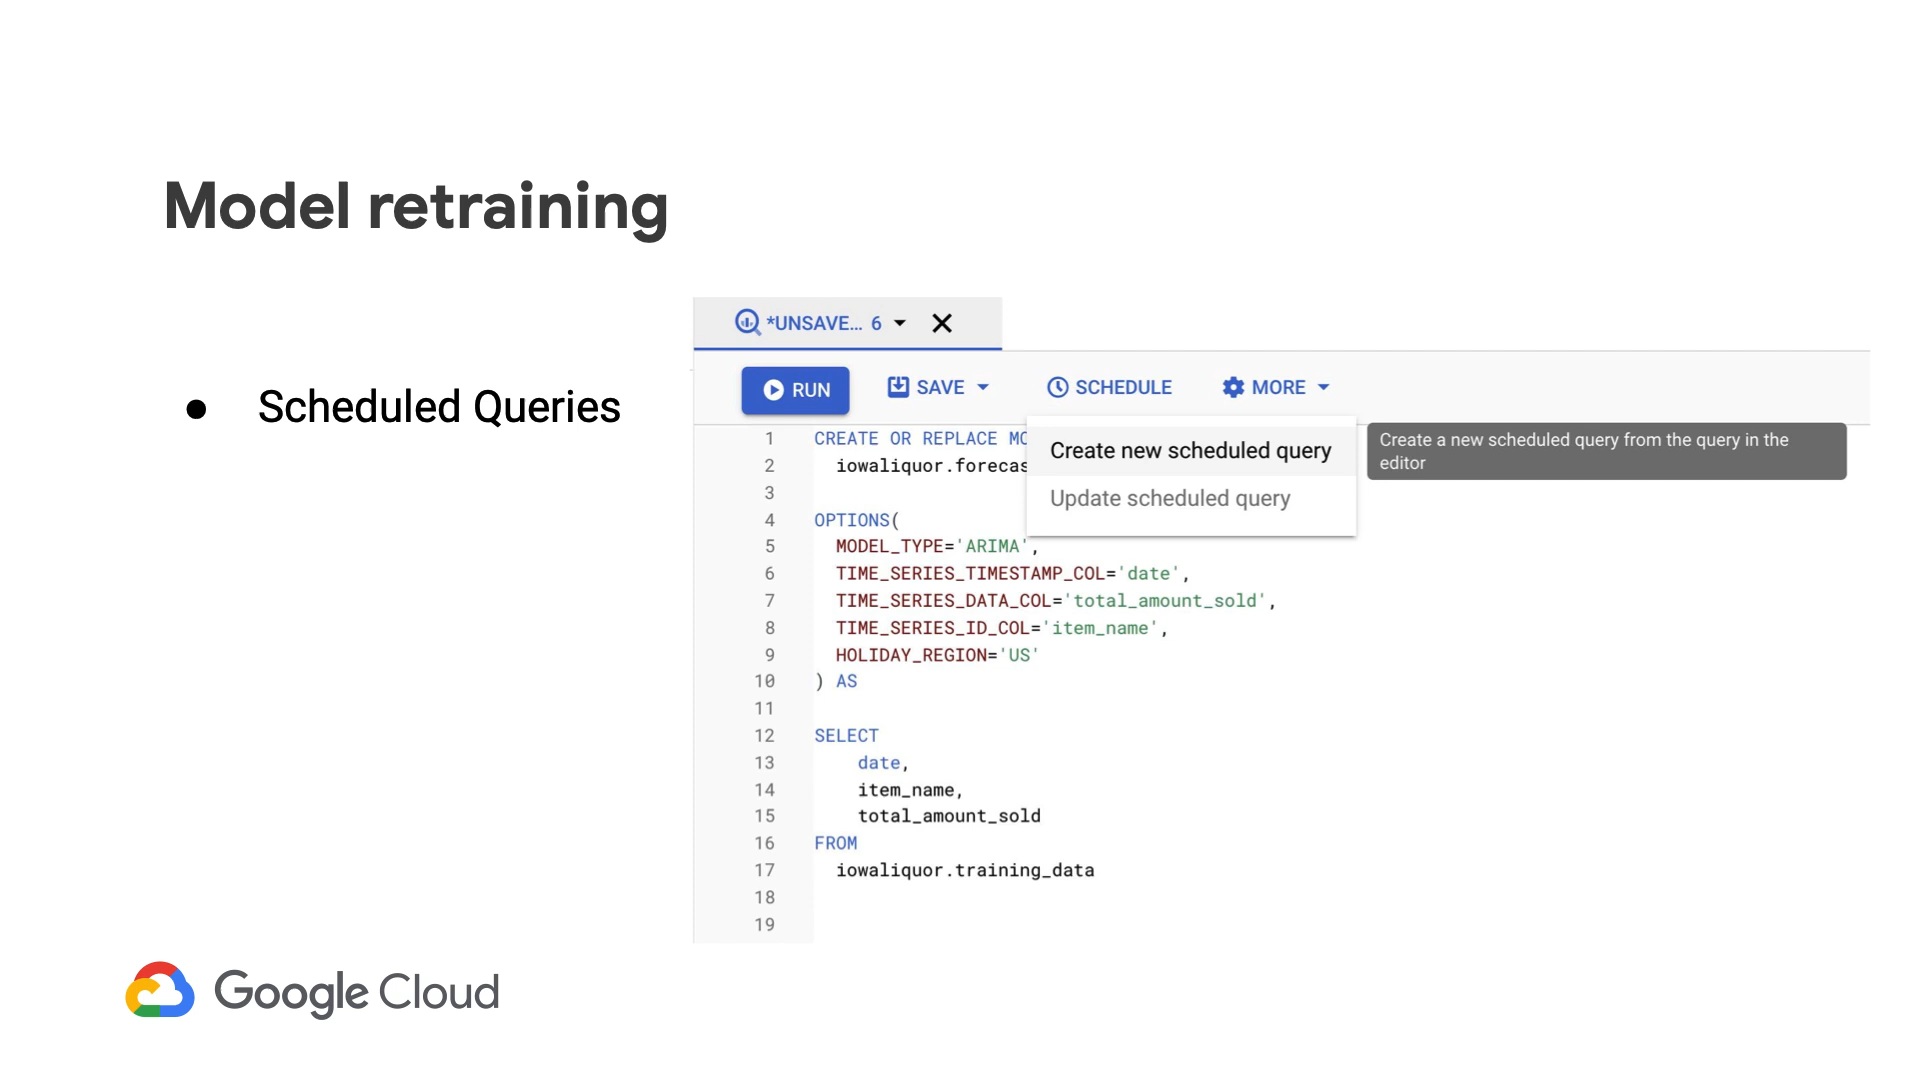 Model retraining
● Scheduled Queries
*UNSAVE... 6
RUN SAVE SCHEDULE MORE
Create new scheduled query
Update scheduled query
Create a new scheduled query from the query in the
editor
1 CREATE OR REPLACE MO
2 iowaliquor.forecas
3
4 OPTIONS(
5 MODEL_TYPE='ARIMA',
6 TIME_SERIES_TIMESTAMP_COL='date',
7 TIME_SERIES_DATA_COL='total_amount_sold',
8 TIME_SERIES_ID_COL='item_name',
9 HOLIDAY_REGION='US'
10 ) AS
11
12 SELECT
13 date,
14 item_name,
15 total_amount_sold
16 FROM
17 iowaliquor.training_data
18
19
Google Cloud